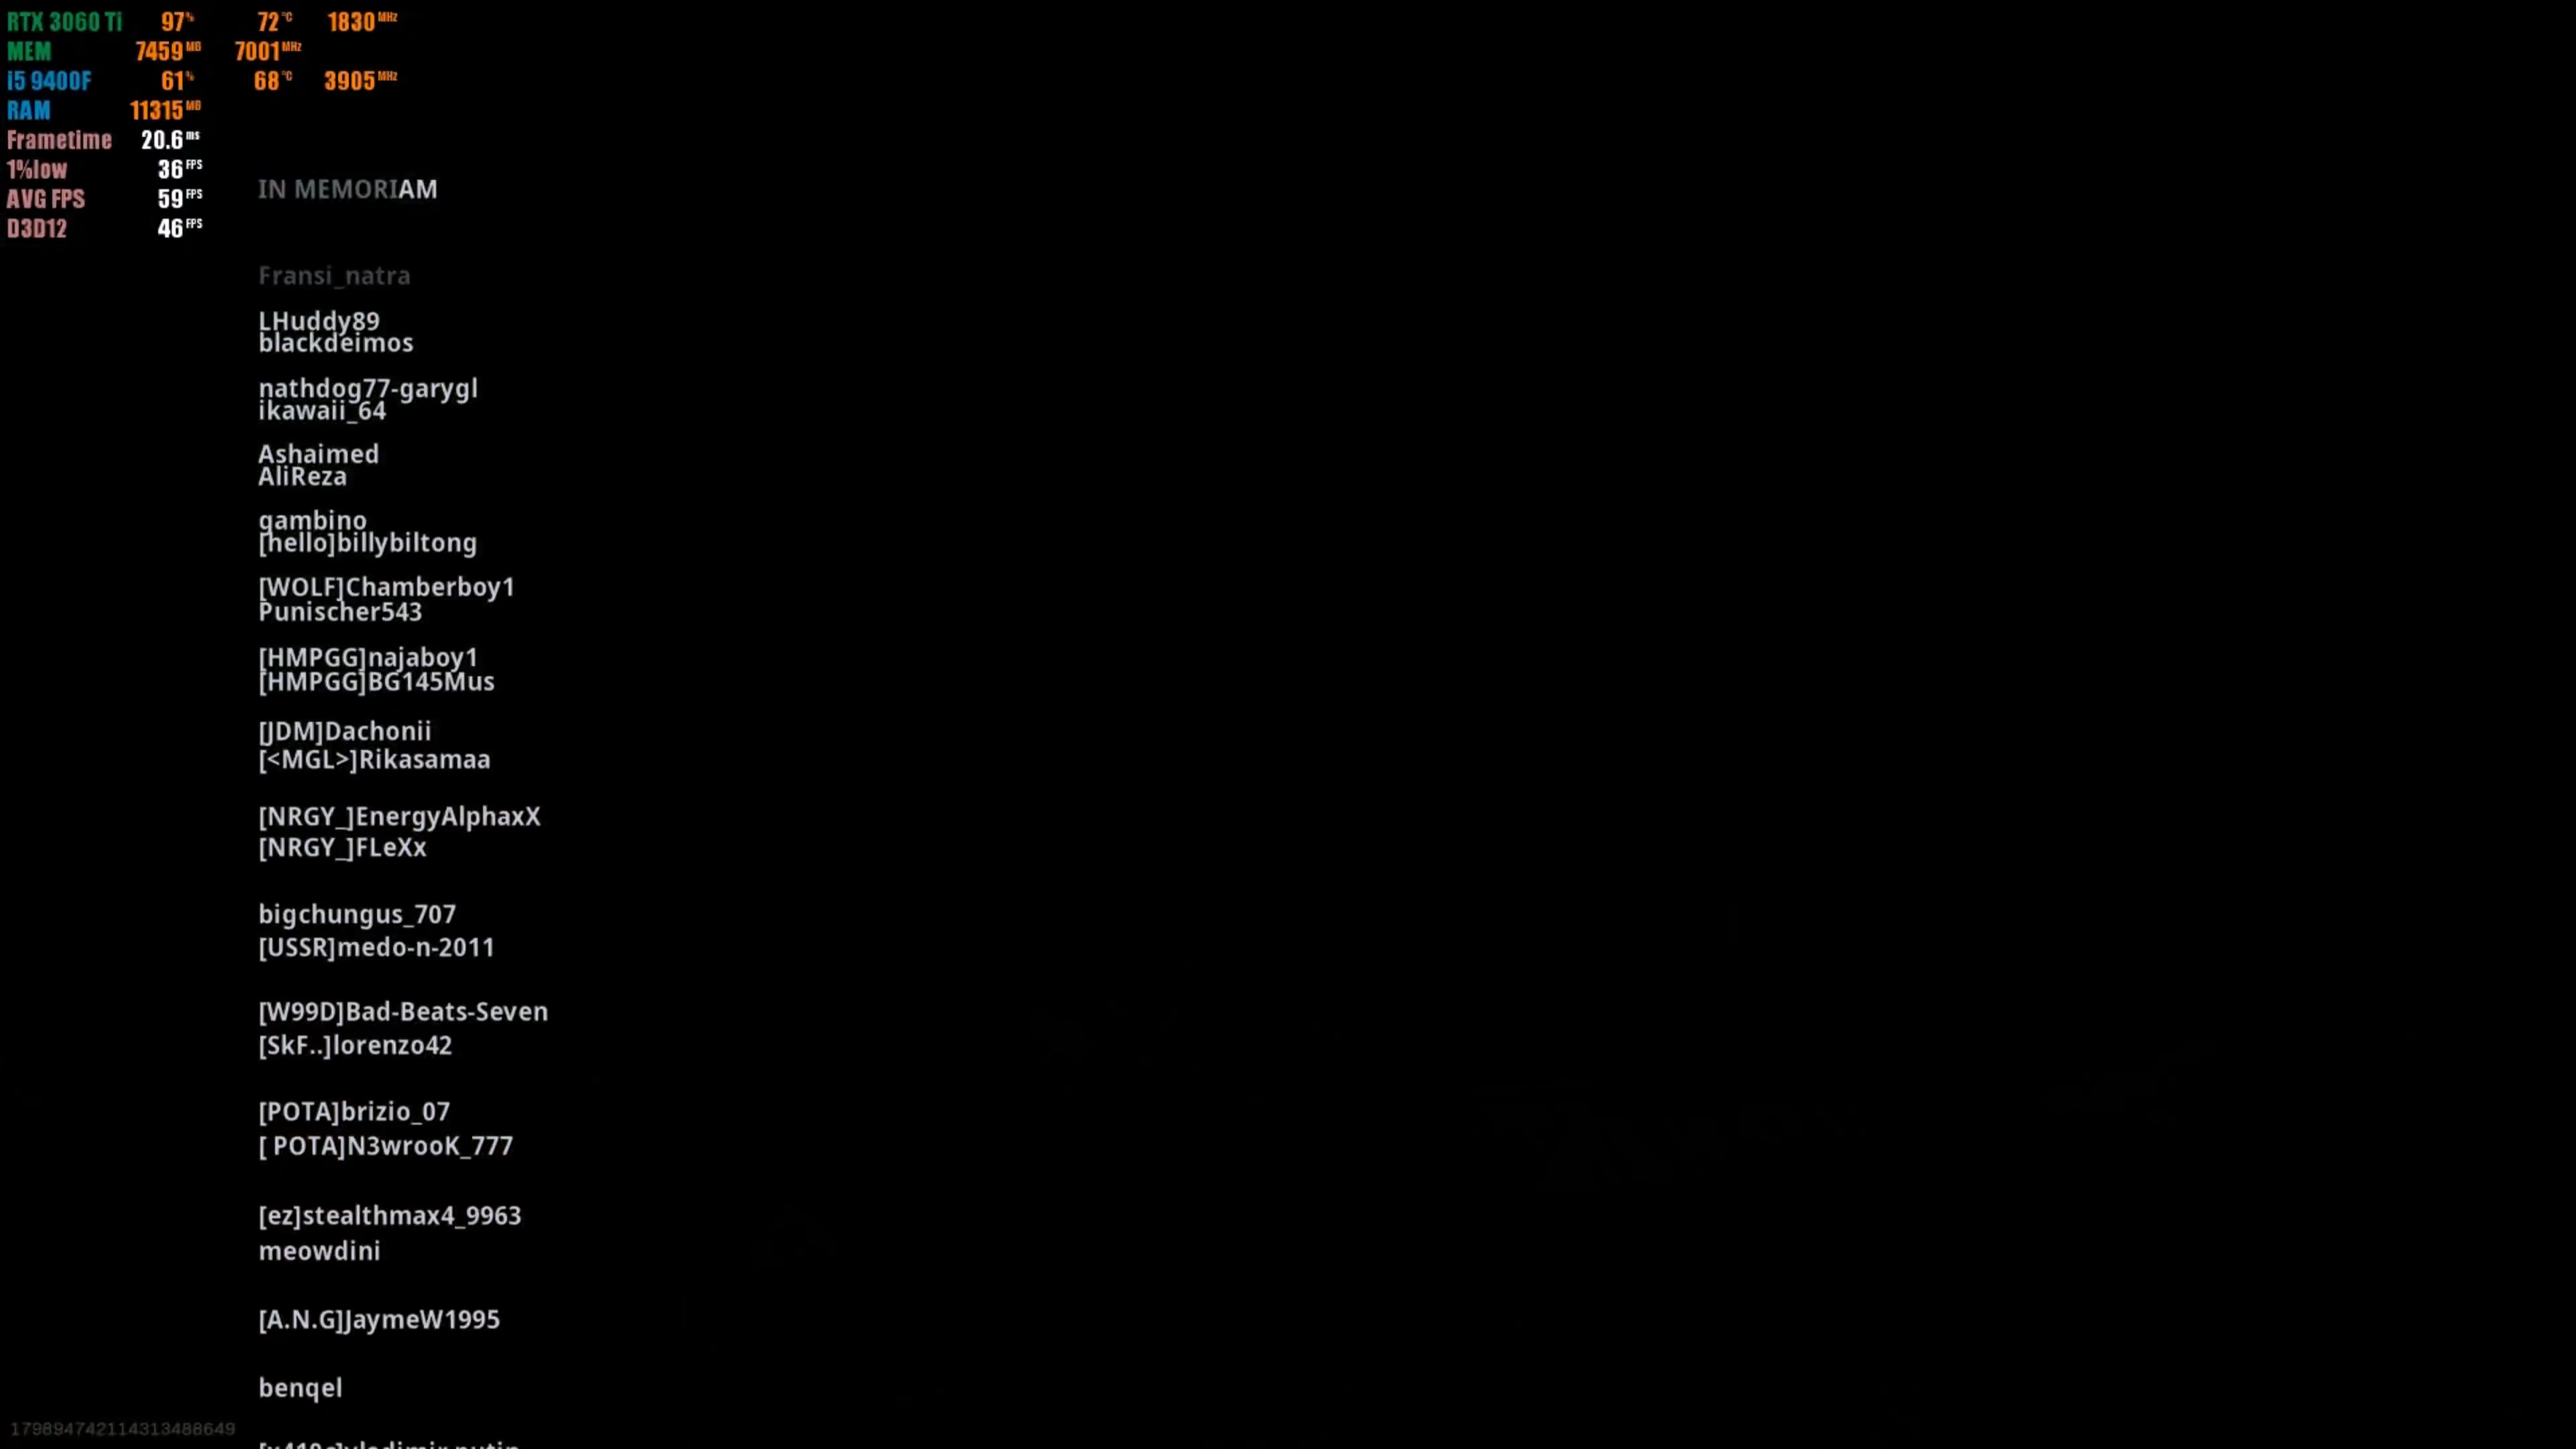 RTX 3060 Ti 97% 72°C 1830MHz
MEM 7459MB 7001MHz
i5 9400F 61% 68°C 3905MHz
RAM 11315MB
Frametime 20.6ms
1%low 36FPS
AVG FPS 59FPS
D3D12 46FPS
IN MEMORIAM
Fransi_natra
LHuddy89
blackdeimos
nathdog77-garygl
ikawaii_64
Ashaimed
AliReza
gambino
[hello]billybiltong
[WOLF]Chamberboy1
Punischer543
[HMPGG]najaboy1
[HMPGG]BG145Mus
[JDM]Dachonii
[<MGL>]Rikasamaa
[NRGY_]EnergyAlphaxX
[NRGY_]FLeXx
bigchungus_707
[USSR]medo-n-2011
[W99D]Bad-Beats-Seven
[SkF..]lorenzo42
[POTA]brizio_07
[ POTA]N3wrooK_777
[ez]stealthmax4_9963
meowdini
[A.N.G]JaymeW1995
benqel
179894742114313488649